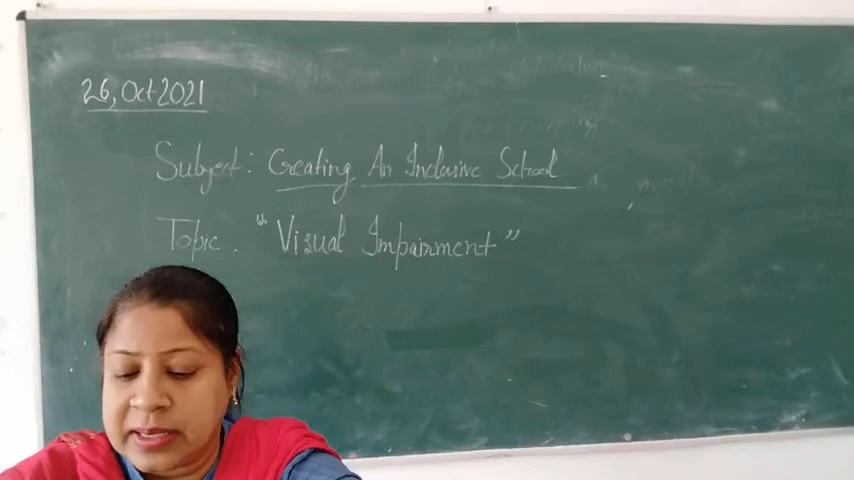 26, Oct 2021
Subject: Creating An Inclusive School
Topic. "Visual Impairment"